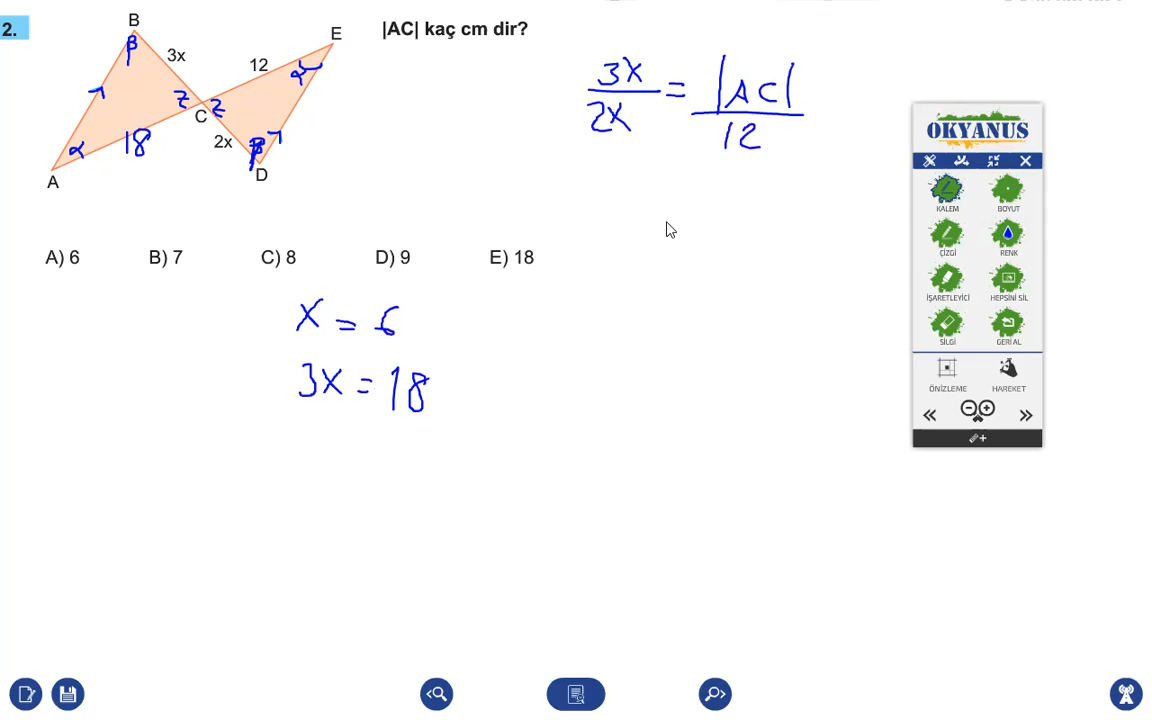 2.
|AC| kaç cm dir?
B
β
3x
12
E
α
z
z
C
18
2x
β
D
α
A
3x/2x = |AC|/12
A) 6 B) 7 C) 8 D) 9 E) 18
x = 6
3x = 18
OKYANUS
KALEM BOYUT
ÇİZGİ RENK
İŞARETLEYİCİ HEPSİNİ SİL
SİLGİ GERİ AL
ÖNİZLEME HAREKET